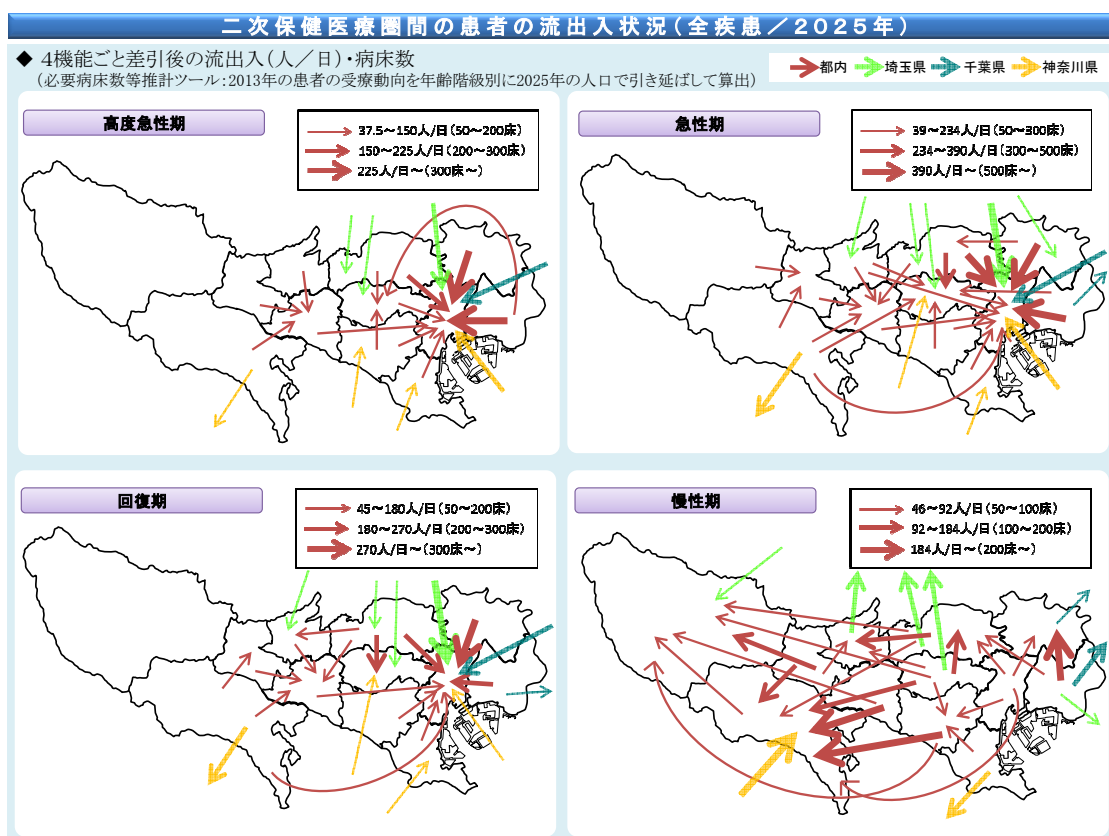 二次保健医療圏間の患者の流出入状況(全疾患/2025年)
◆ 4機能ごと差引後の流出入(人/日)・病床数
(必要病床数等推計ツール:2013年の患者の受療動向を年齢階級別に2025年の人口で引き延ばして算出)
都内 埼玉県 千葉県 神奈川県
高度急性期
37.5~150人/日(50~200床)
150~225人/日(200~300床)
225人/日~(300床~)
急性期
39~234人/日(50~300床)
234~390人/日(300~500床)
390人/日~(500床~)
回復期
45~180人/日(50~200床)
180~270人/日(200~300床)
270人/日~(300床~)
慢性期
46~92人/日(50~100床)
92~184人/日(100~200床)
184人/日~(200床~)